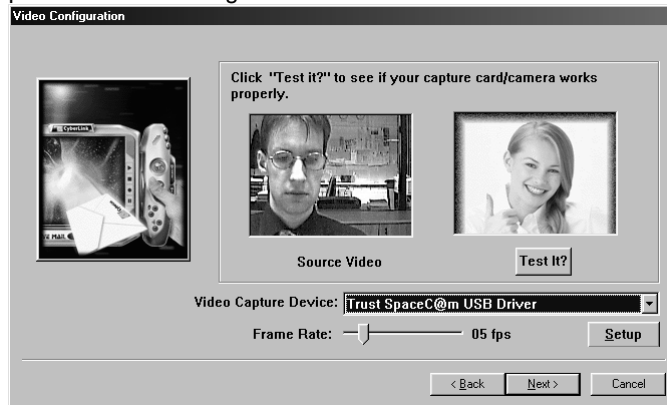 Video Configuration
Click "Test it?" to see if your capture card/camera works
properly.
CyberLink
Source Video
Test It?
Video Capture Device: Trust SpaceC@m USB Driver
Frame Rate: 05 fps
Setup
< Back
Next >
Cancel